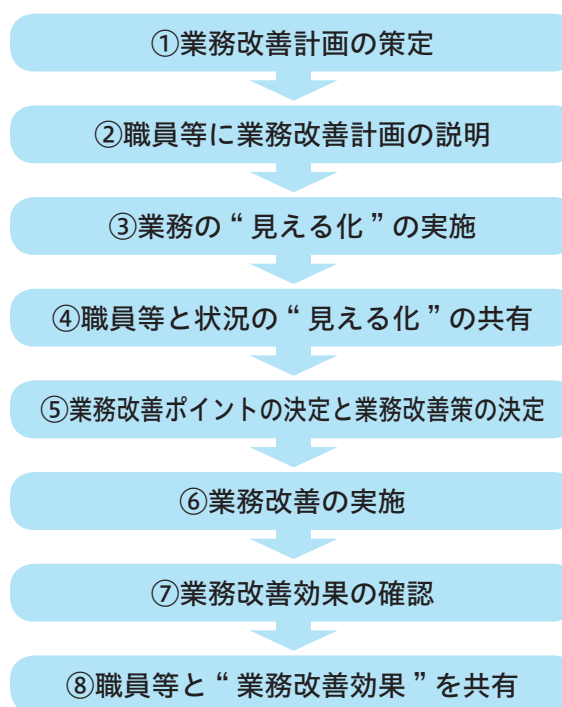 ①業務改善計画の策定
②職員等に業務改善計画の説明
③業務の“見える化”の実施
④職員等と状況の“見える化”の共有
⑤業務改善ポイントの決定と業務改善策の決定
⑥業務改善の実施
⑦業務改善効果の確認
⑧職員等と“業務改善効果”を共有